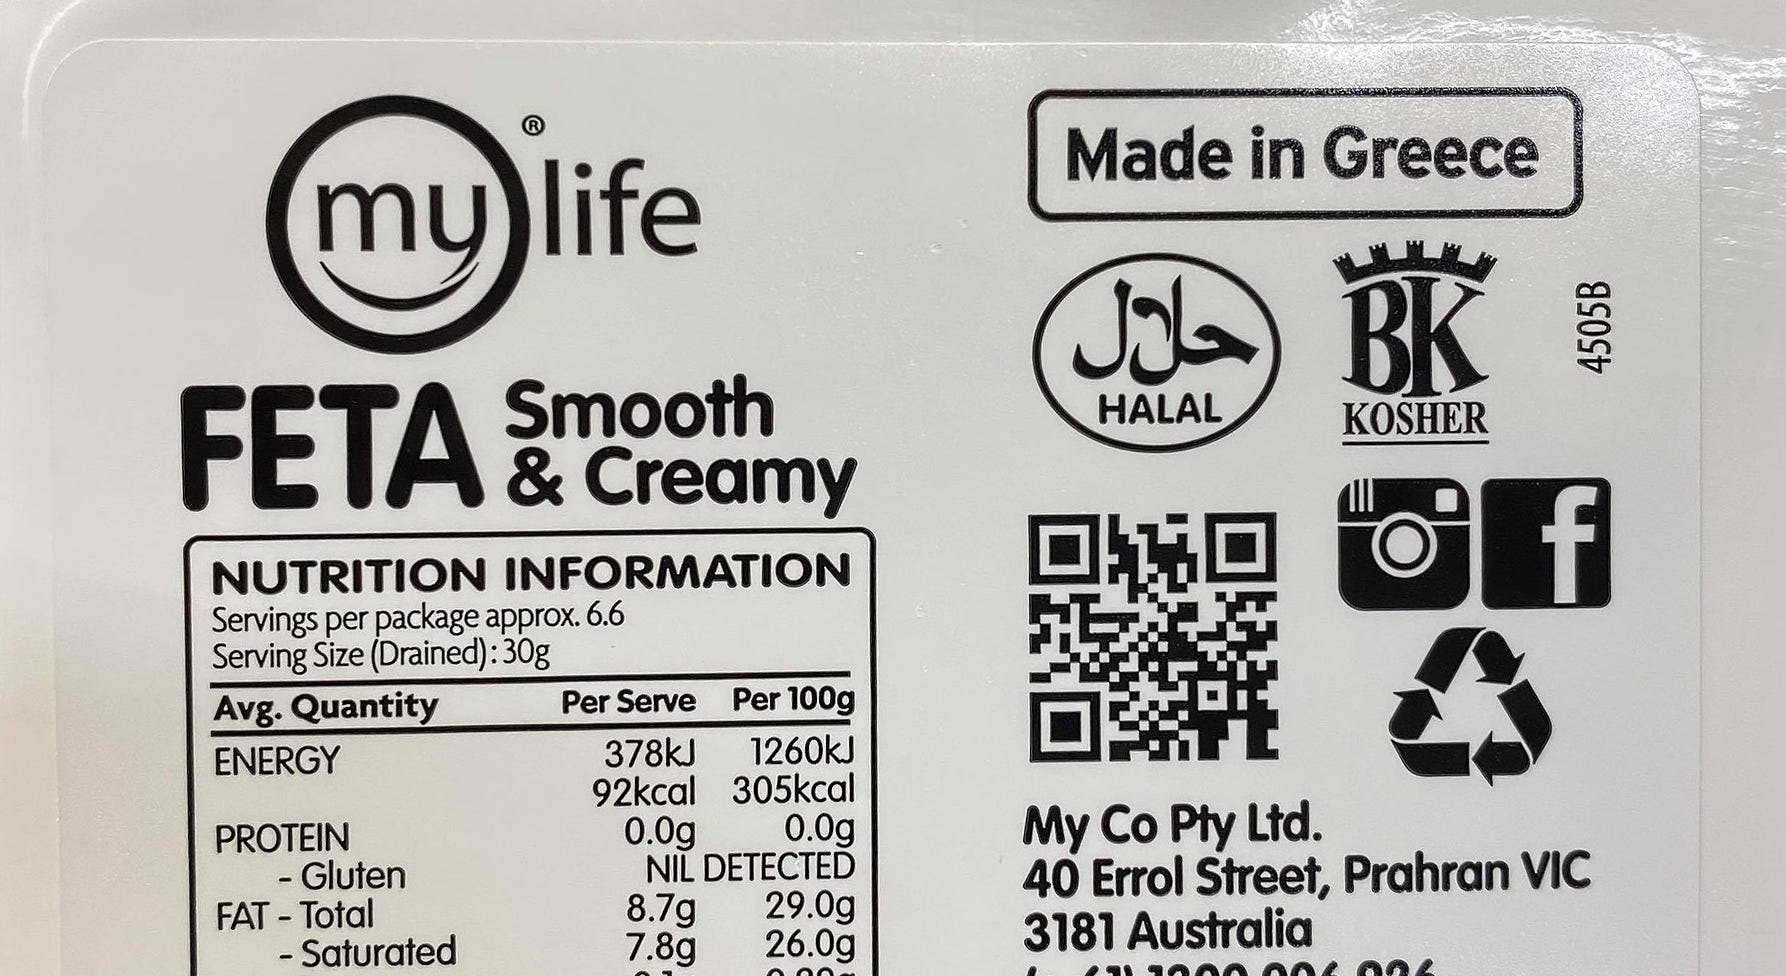 my life®
FETA Smooth
& Creamy
NUTRITION INFORMATION
Servings per package approx. 6.6
Serving Size (Drained): 30g
Avg. Quantity Per Serve Per 100g
ENERGY 378kJ 1260kJ
92kcal 305kcal
PROTEIN 0.0g 0.0g
- Gluten NIL DETECTED
FAT - Total 8.7g 29.0g
- Saturated 7.8g 26.0g
Made in Greece
حلال
HALAL
BK
KOSHER
4505B
f
My Co Pty Ltd.
40 Errol Street, Prahran VIC
3181 Australia